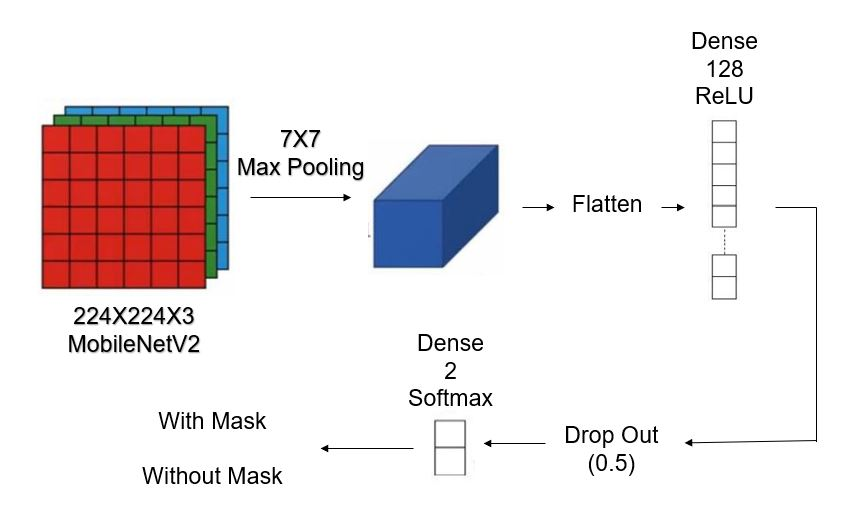 224X224X3
MobileNetV2
7X7
Max Pooling
Flatten
Dense
128
ReLU
Drop Out
(0.5)
Dense
2
Softmax
With Mask
Without Mask